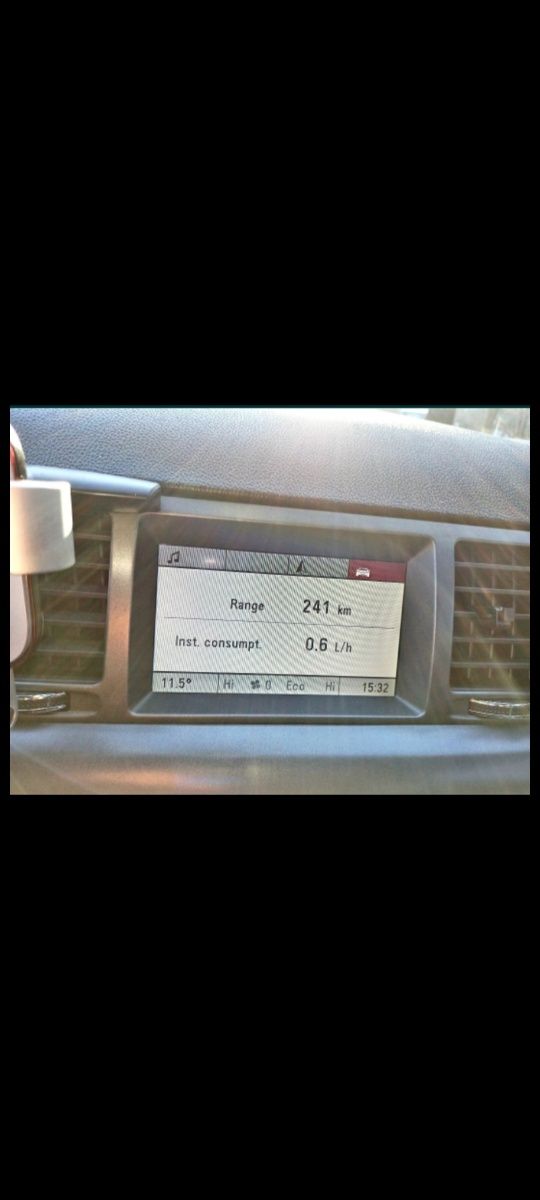 Range 241 km
Inst. consumpt. 0.6 L/h
11.5° Hi 0 Eco Hi 15:32